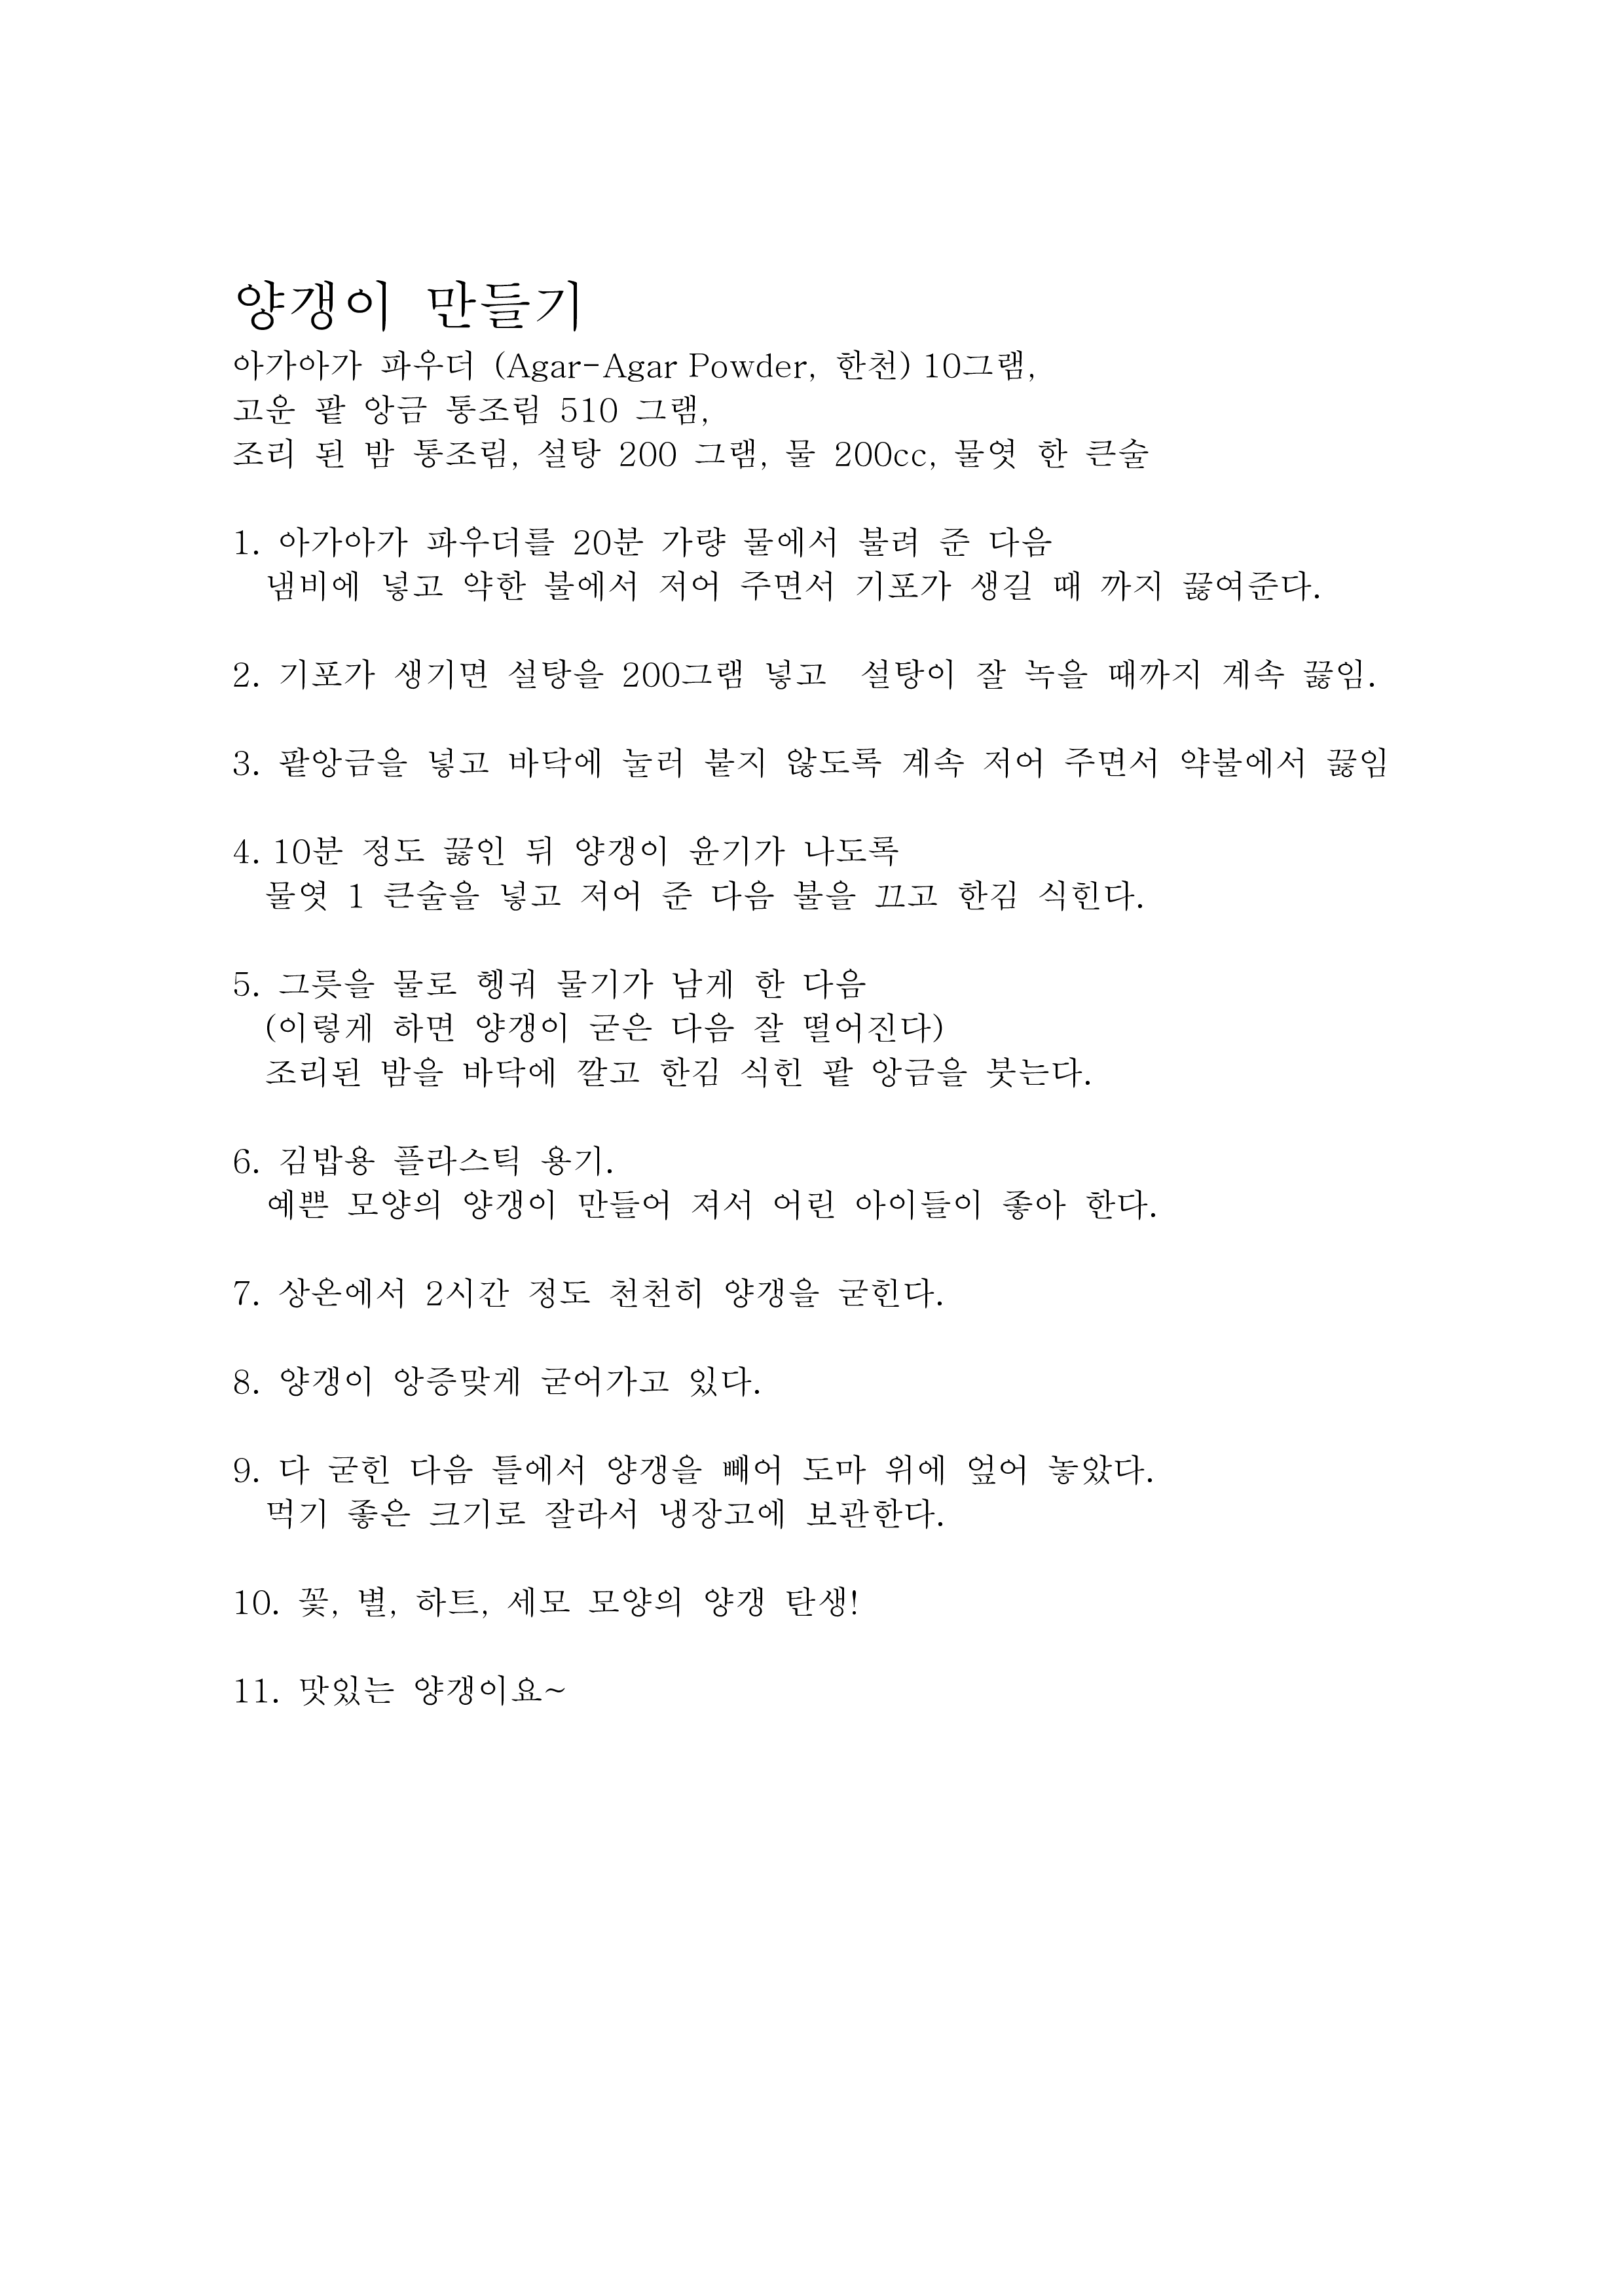 양갱이 만들기
아가아가 파우더 (Agar-Agar Powder, 한천) 10그램,
고운 팥 앙금 통조림 510 그램,
조리 된 밤 통조림, 설탕 200 그램, 물 200cc, 물엿 한 큰술
1. 아가아가 파우더를 20분 가량 물에서 불려 준 다음
냄비에 넣고 약한 불에서 저어 주면서 기포가 생길 때 까지 끓여준다.
2. 기포가 생기면 설탕을 200그램 넣고  설탕이 잘 녹을 때까지 계속 끓임.
3. 팥앙금을 넣고 바닥에 눌러 붙지 않도록 계속 저어 주면서 약불에서 끓임
4. 10분 정도 끓인 뒤 양갱이 윤기가 나도록
물엿 1 큰술을 넣고 저어 준 다음 불을 끄고 한김 식힌다.
5. 그릇을 물로 헹궈 물기가 남게 한 다음
(이렇게 하면 양갱이 굳은 다음 잘 떨어진다)
조리된 밤을 바닥에 깔고 한김 식힌 팥 앙금을 붓는다.
6. 김밥용 플라스틱 용기.
예쁜 모양의 양갱이 만들어 져서 어린 아이들이 좋아 한다.
7. 상온에서 2시간 정도 천천히 양갱을 굳힌다.
8. 양갱이 앙증맞게 굳어가고 있다.
9. 다 굳힌 다음 틀에서 양갱을 빼어 도마 위에 엎어 놓았다.
먹기 좋은 크기로 잘라서 냉장고에 보관한다.
10. 꽃, 별, 하트, 세모 모양의 양갱 탄생!
11. 맛있는 양갱이요~